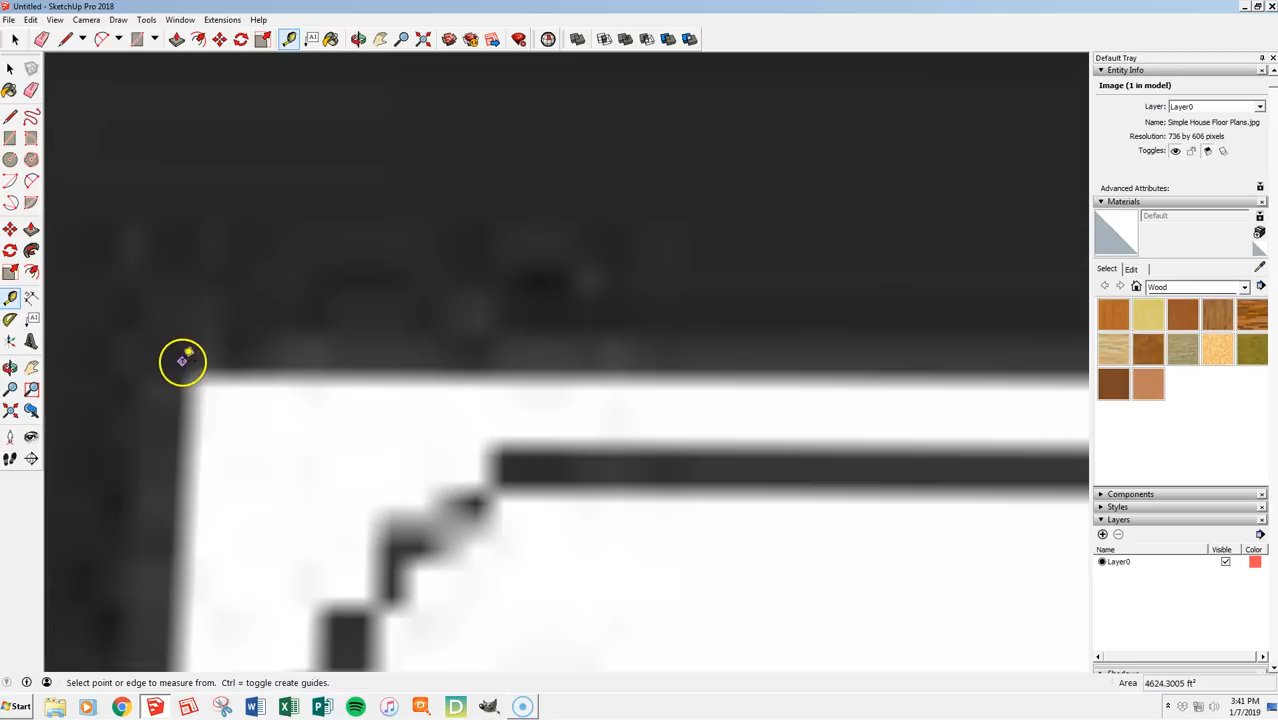 Untitled - SketchUp Pro 2018
File Edit View Camera Draw Tools Window Extensions Help
Default Tray
Entity Info
Image (1 in model)
Layer: Layer0
Name: Simple House Floor Plans.jpg
Resolution: 736 by 606 pixels
Toggles:
Advanced Attributes:
Materials
Default
Select Edit
Wood
Components
Styles
Layers
Name Visible Color
Layer0
Select point or edge to measure from. Ctrl = toggle create guides.
Area 4624.3005 ft²
Start
3:41 PM
1/7/2019